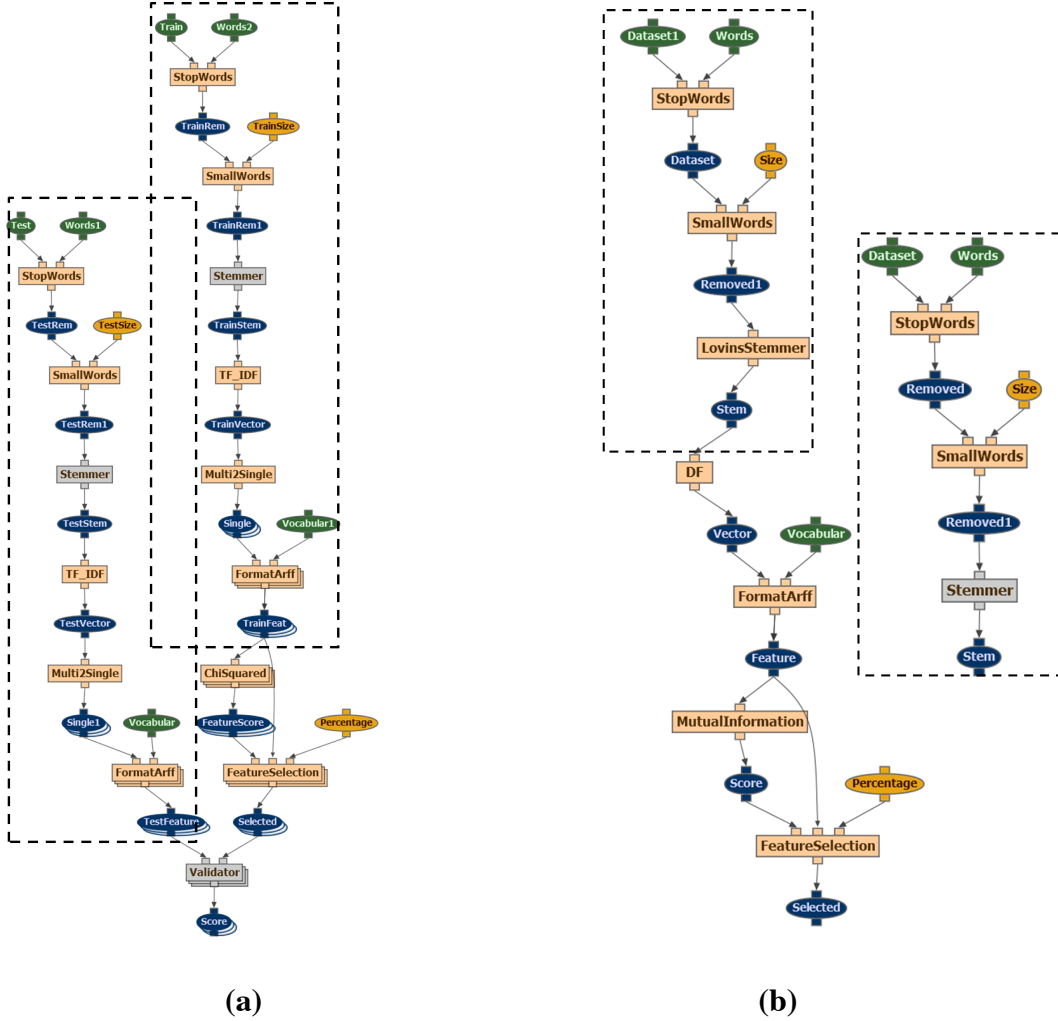 Train
Words2
StopWords
TrainRem
TrainSize
SmallWords
TrainRem1
Stemmer
TrainStem
TF_IDF
TrainVector
Multi2Single
Single
Vocabular1
FormatArff
TrainFeat
ChiSquared
FeatureScore
Percentage
FeatureSelection
Selected
Test
Words1
StopWords
TestRem
TestSize
SmallWords
TestRem1
Stemmer
TestStem
TF_IDF
TestVector
Multi2Single
Single1
Vocabular
FormatArff
TestFeature
Validator
Score
(a)
Dataset1
Words
StopWords
Dataset
Size
SmallWords
Removed1
LovinsStemmer
Stem
DF
Vector
Vocabular
FormatArff
Feature
MutualInformation
Score
Percentage
FeatureSelection
Selected
Dataset
Words
StopWords
Removed
Size
SmallWords
Removed1
Stemmer
Stem
(b)